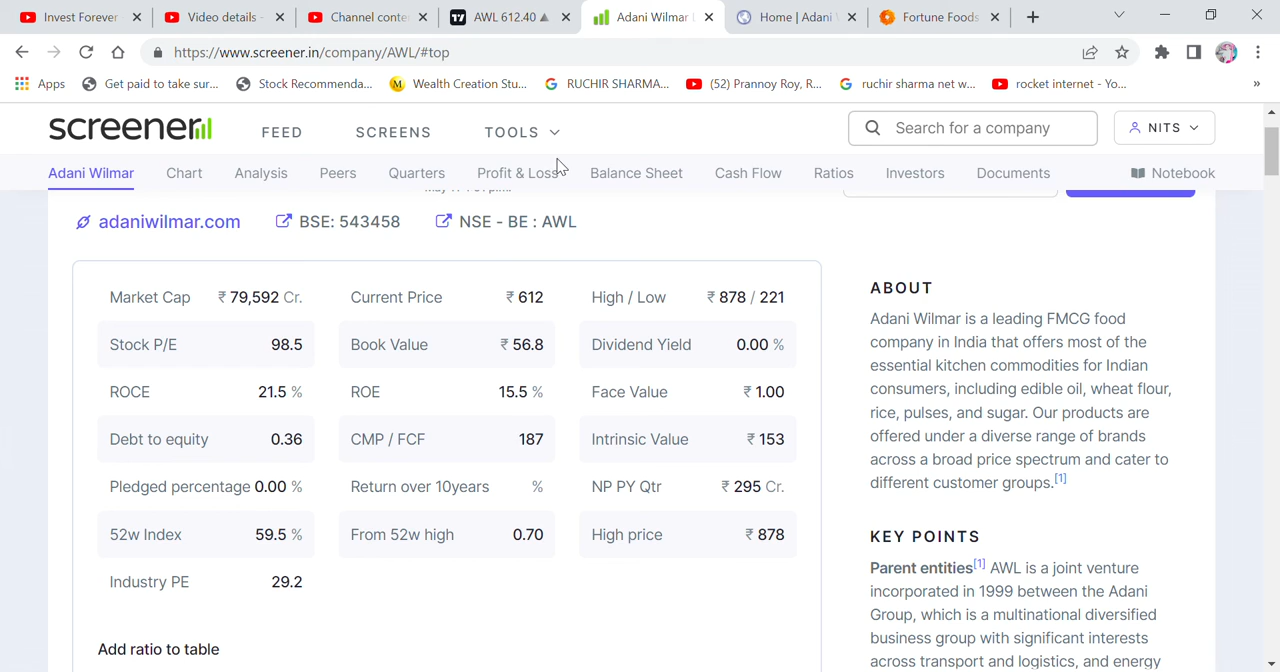 Invest Forever
Video details -
Channel conte
AWL 612.40
Adani Wilmar
Home | Adani
Fortune Foods
https://www.screener.in/company/AWL/#top
Apps
Get paid to take sur...
Stock Recommenda...
Wealth Creation Stu...
RUCHIR SHARMA...
(52) Prannoy Roy, R...
ruchir sharma net w...
rocket internet - Yo...
»
screener
FEED
SCREENS
TOOLS
Search for a company
NITS
Adani Wilmar
Chart
Analysis
Peers
Quarters
Profit & Loss
Balance Sheet
Cash Flow
Ratios
Investors
Documents
Notebook
adaniwilmar.com
BSE: 543458
NSE - BE : AWL
Market Cap ₹ 79,592 Cr.
Current Price ₹ 612
High / Low ₹ 878 / 221
Stock P/E 98.5
Book Value ₹ 56.8
Dividend Yield 0.00 %
ROCE 21.5 %
ROE 15.5 %
Face Value ₹ 1.00
Debt to equity 0.36
CMP / FCF 187
Intrinsic Value ₹ 153
Pledged percentage 0.00 %
Return over 10years %
NP PY Qtr ₹ 295 Cr.
52w Index 59.5 %
From 52w high 0.70
High price ₹ 878
Industry PE 29.2
Add ratio to table
ABOUT
Adani Wilmar is a leading FMCG food
company in India that offers most of the
essential kitchen commodities for Indian
consumers, including edible oil, wheat flour,
rice, pulses, and sugar. Our products are
offered under a diverse range of brands
across a broad price spectrum and cater to
different customer groups.[1]
KEY POINTS
Parent entities[1] AWL is a joint venture
incorporated in 1999 between the Adani
Group, which is a multinational diversified
business group with significant interests
across transport and logistics, and energy